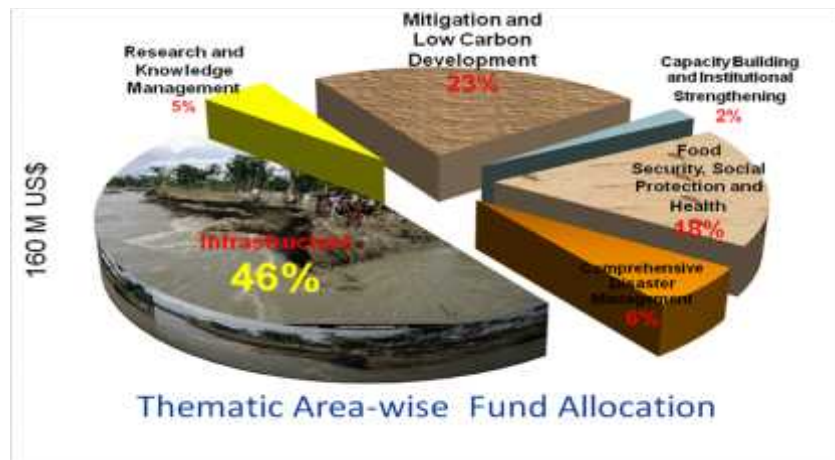 Mitigation and
Low Carbon
Development
23%
Research and
Knowledge
Management
5%
Capacity Building
and Institutional
Strengthening
2%
Food
Security, Social
Protection and
Health
18%
160 M US$
46%
Comprehensive
Disaster
Management
6%
Thematic Area-wise Fund Allocation